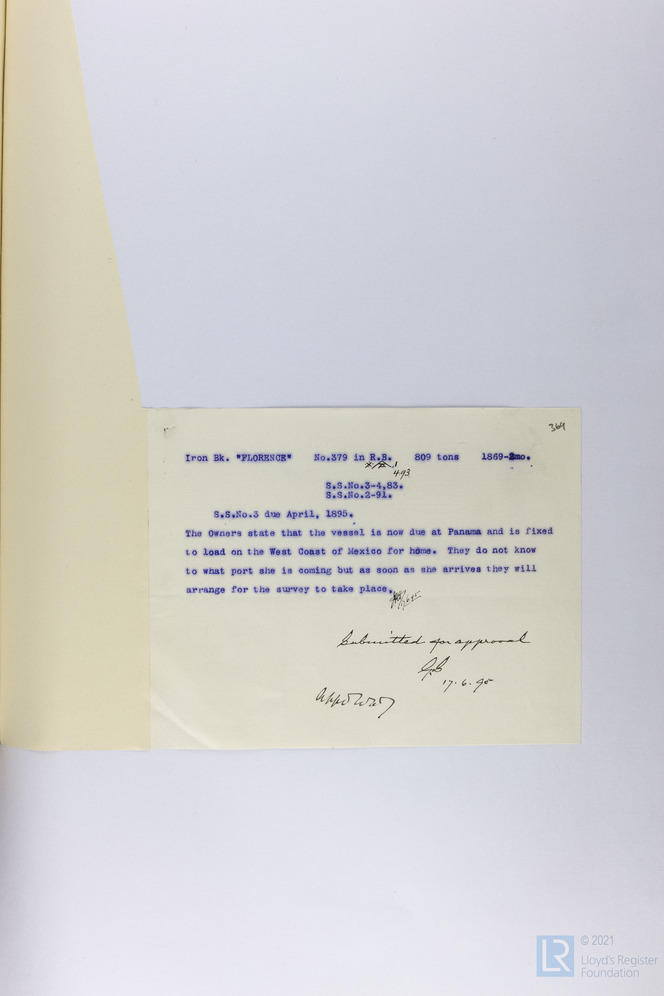 369
Iron Bk. "FLORENCE" No.379 in R.B. 809 tons 1869-2mo.
4.93
S.S.No.3-4,83.
S.S.No.2-91.
S.S.No.3 due April, 1895.
The Owners state that the vessel is now due at Panama and is fixed
to load on the West Coast of Mexico for home. They do not know
to what port she is coming but as soon as she arrives they will
arrange for the survey to take place.
Submitted for approval
17.6.95
© 2021
LR Lloyd's Register
Foundation